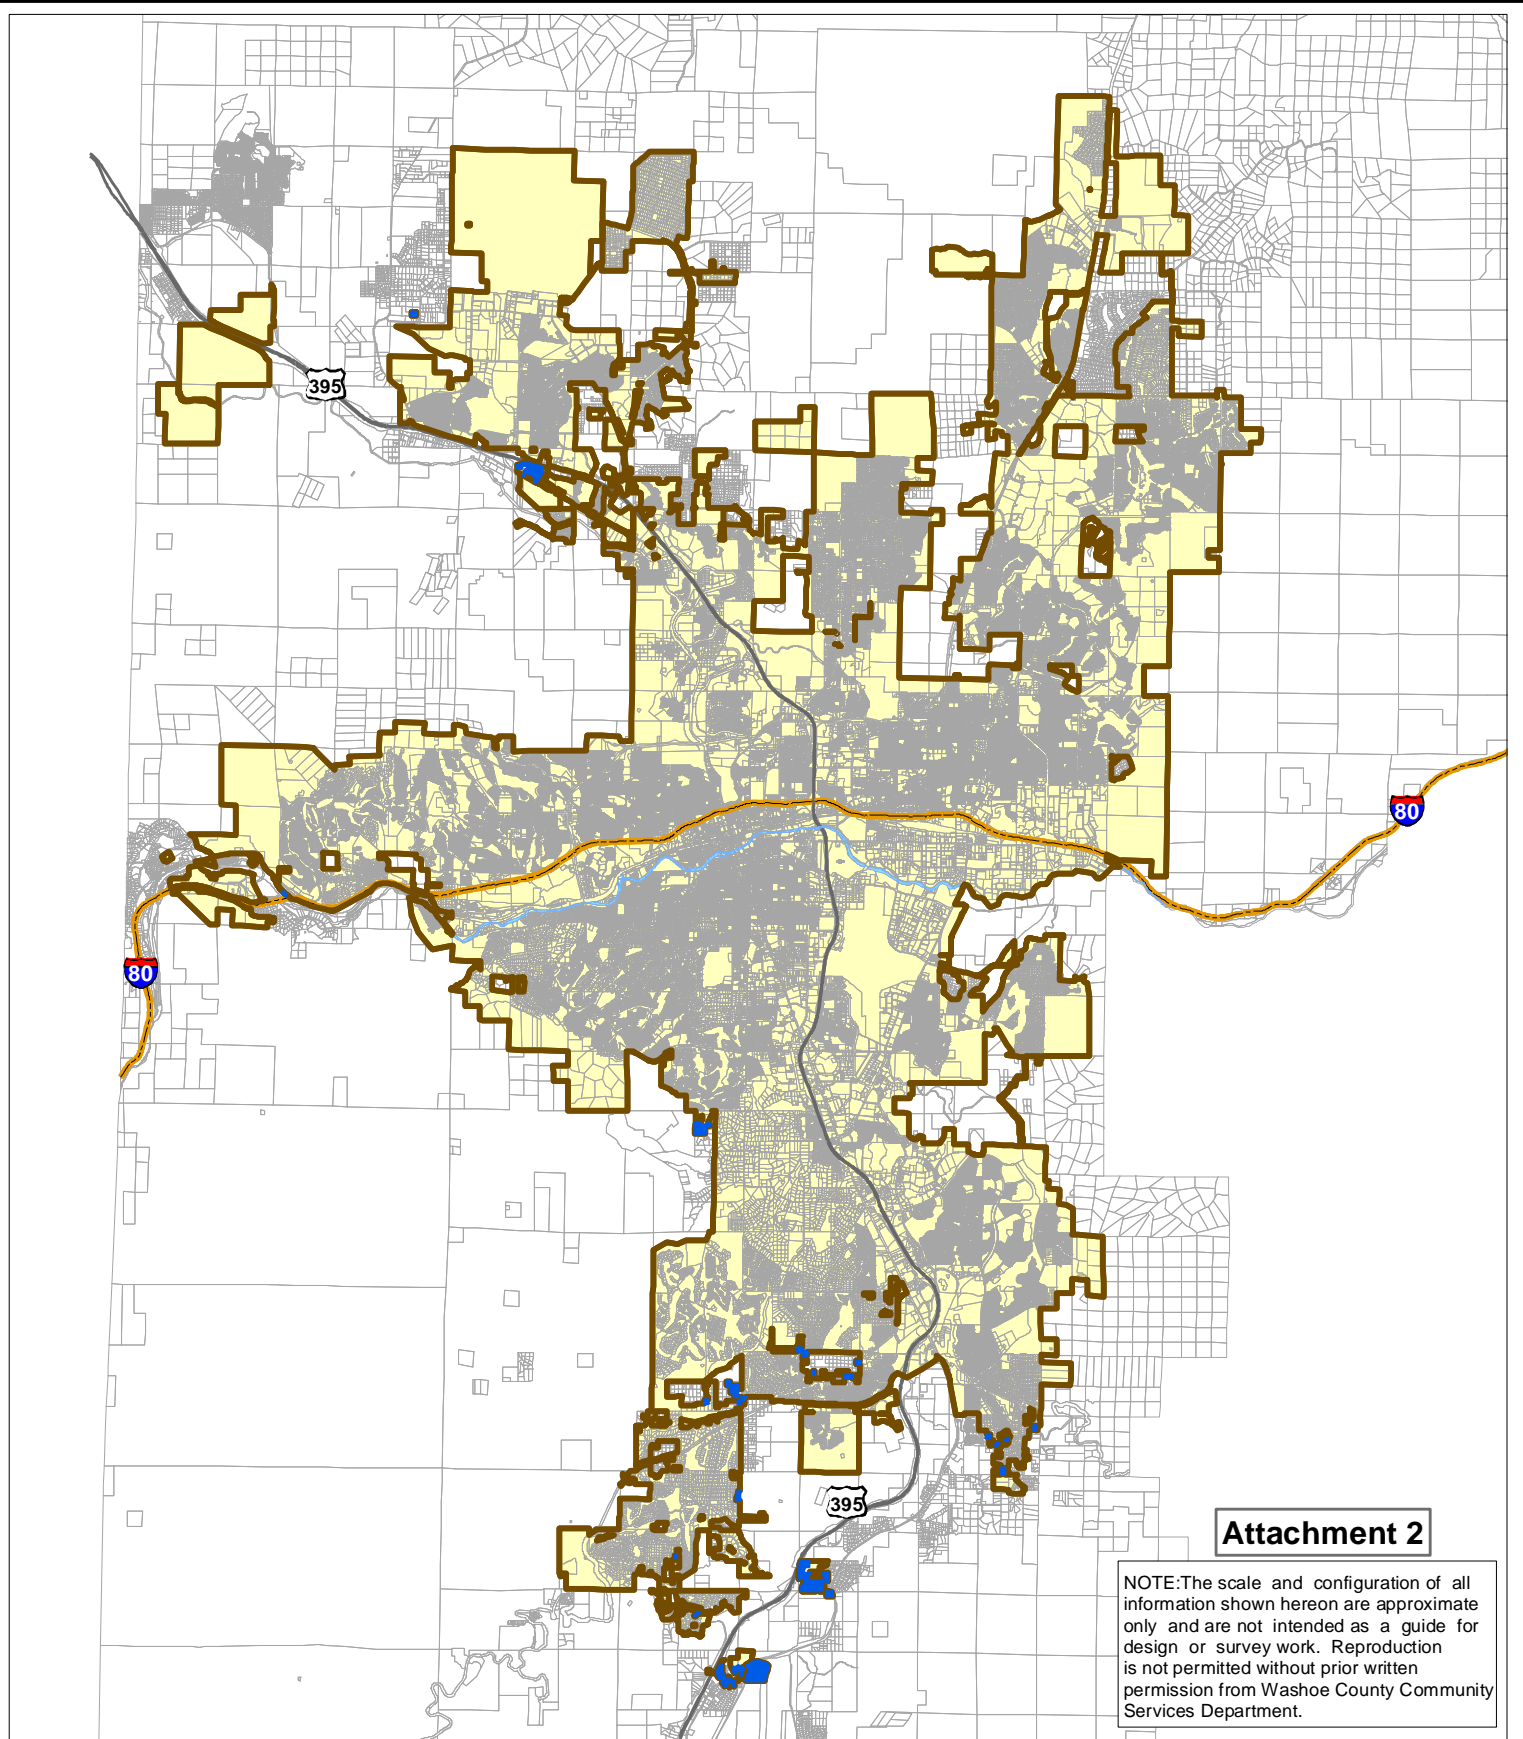 395
80
80
395
Attachment 2
NOTE:The scale and configuration of all
information shown hereon are approximate
only and are not intended as a guide for
design or survey work. Reproduction
is not permitted without prior written
permission from Washoe County Community
Services Department.